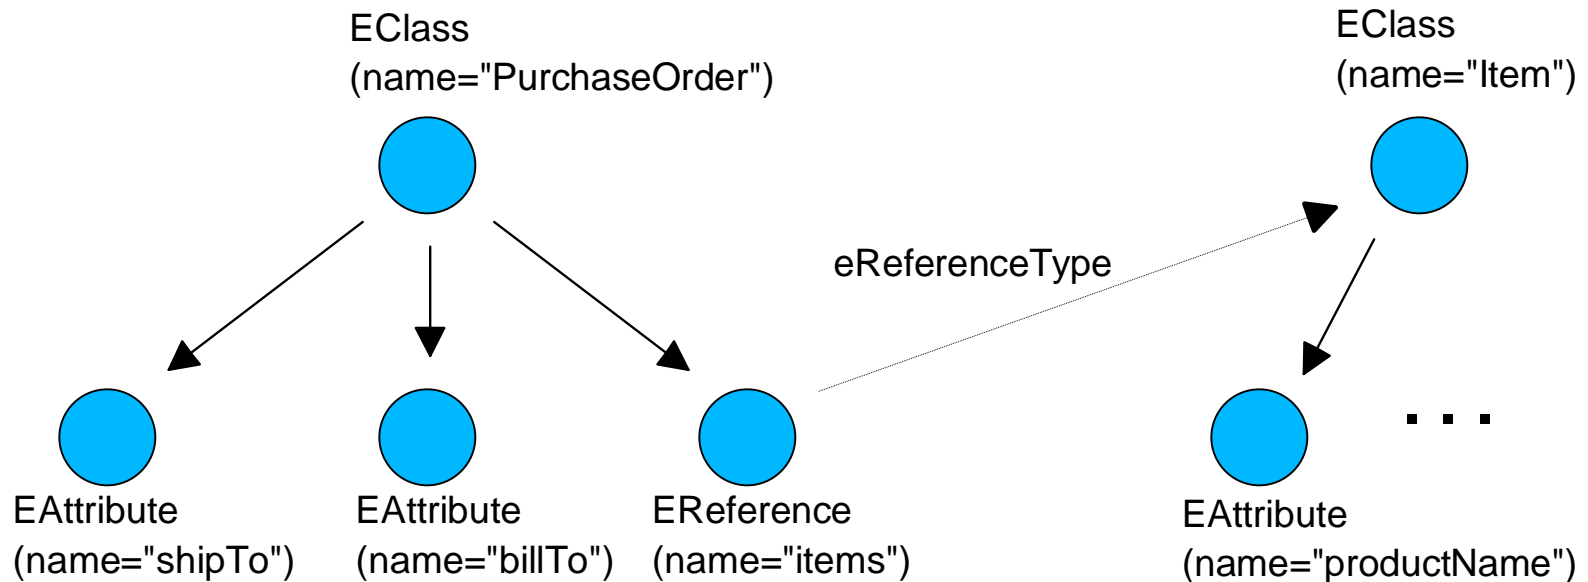 EClass
(name="PurchaseOrder")
EClass
(name="Item")
eReferenceType
EAttribute
(name="shipTo")
EAttribute
(name="billTo")
EReference
(name="items")
EAttribute
(name="productName")
. . .